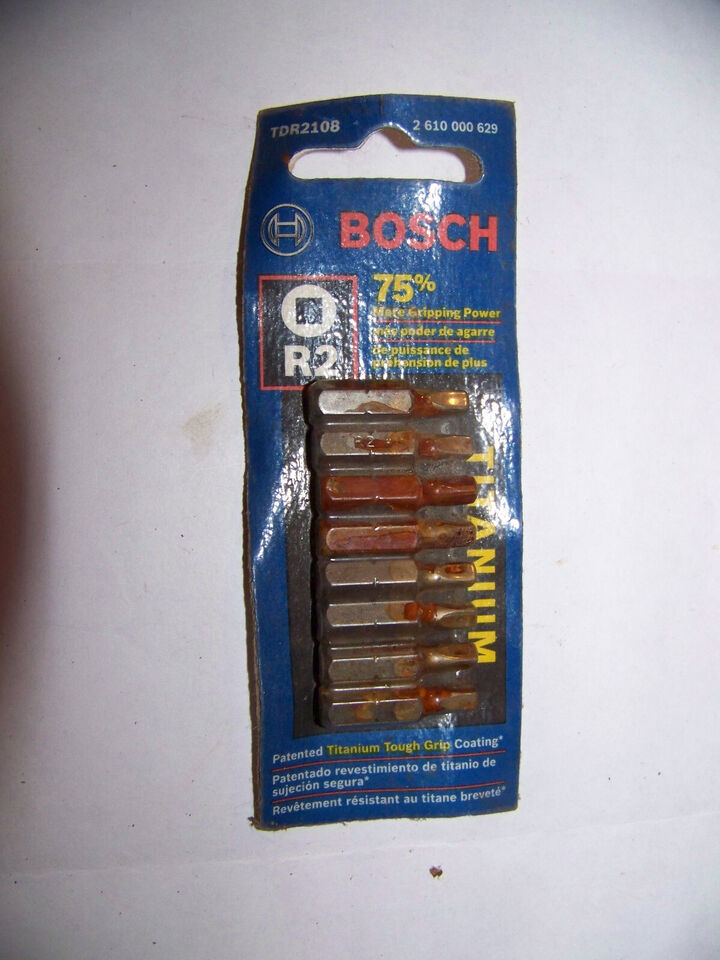 TDR2108
2 610 000 629
BOSCH
R2
75%
More Gripping Power
más poder de agarre
de puissance de
préhension de plus
TITANIUM
Patented Titanium Tough Grip Coating*
Patentado revestimiento de titanio de
sujeción segura*
Revêtement résistant au titane breveté*